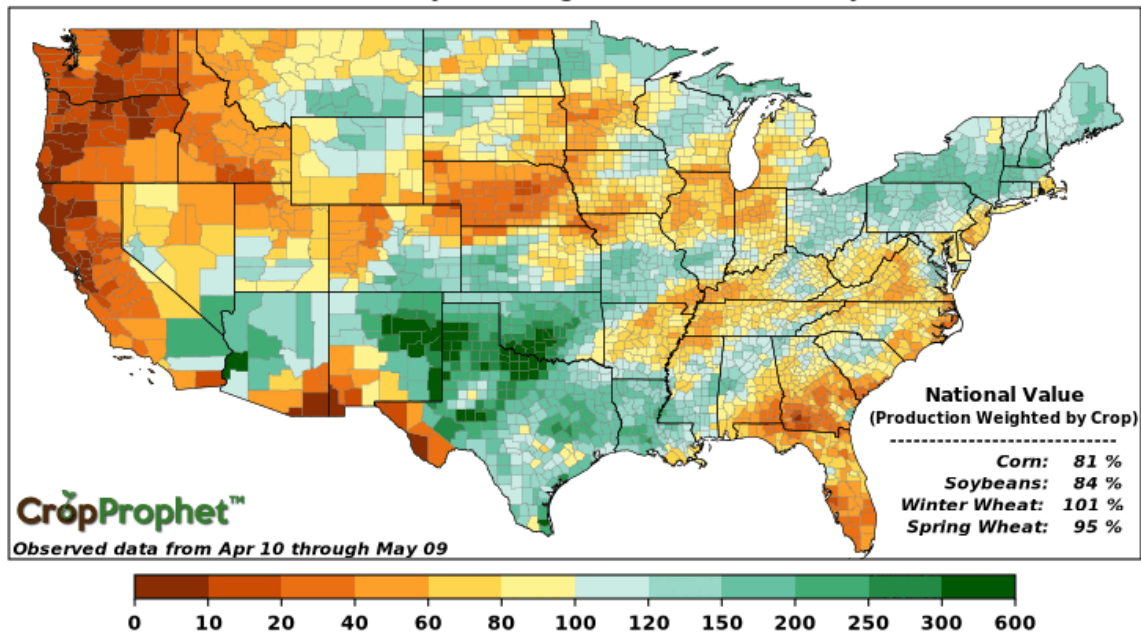 National Value
(Production Weighted by Crop)
-----------------------------
Corn: 81 %
Soybeans: 84 %
Winter Wheat: 101 %
Spring Wheat: 95 %
CropProphet™
Observed data from Apr 10 through May 09
0 10 20 40 60 80 100 120 150 200 250 300 600